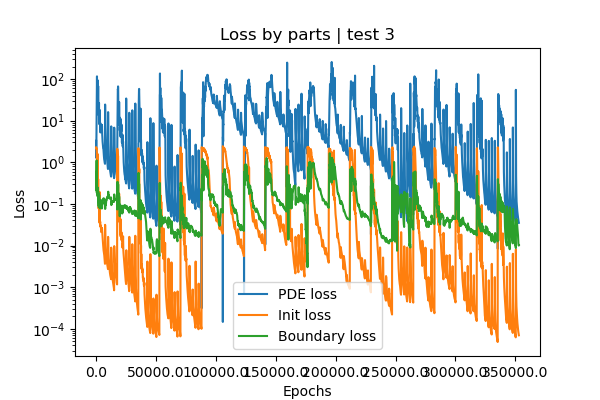 Loss by parts | test 3
Loss
10²
10¹
10⁰
10⁻¹
10⁻²
10⁻³
10⁻⁴
PDE loss
Init loss
Boundary loss
0.0 50000.0 100000.0 150000.0 200000.0 250000.0 300000.0 350000.0
Epochs